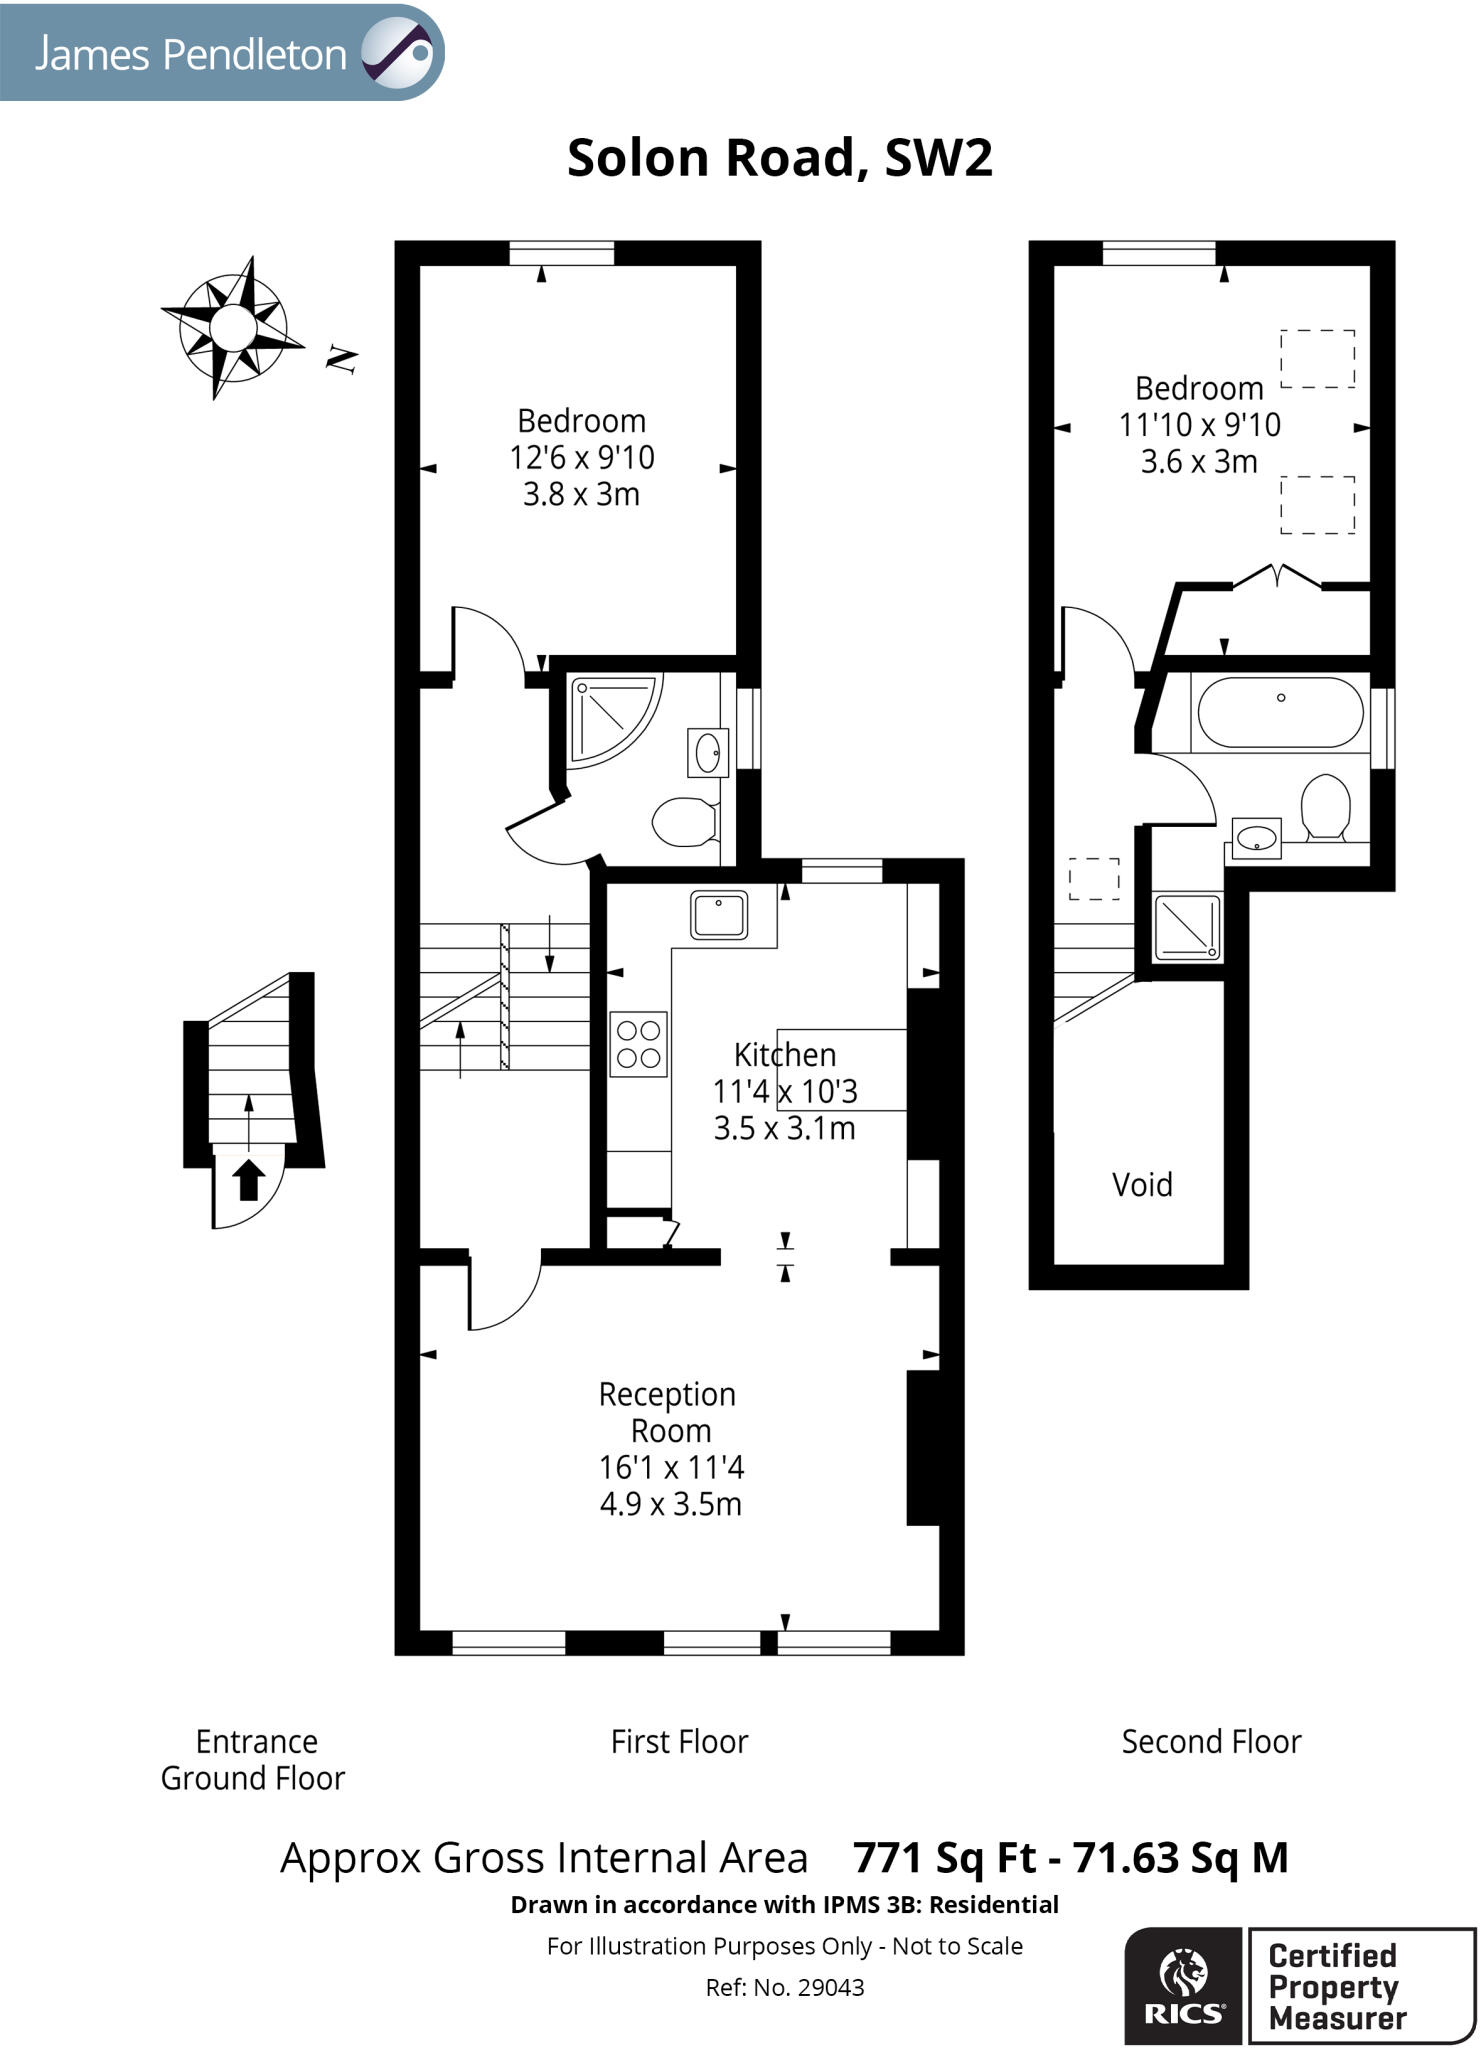 James Pendleton
Solon Road, SW2
N
Bedroom
12'6 x 9'10
3.8 x 3m
Bedroom
11'10 x 9'10
3.6 x 3m
Kitchen
11'4 x 10'3
3.5 x 3.1m
Void
Reception
Room
16'1 x 11'4
4.9 x 3.5m
Entrance
Ground Floor
First Floor
Second Floor
Approx Gross Internal Area 771 Sq Ft - 71.63 Sq M
Drawn in accordance with IPMS 3B: Residential
For Illustration Purposes Only - Not to Scale
Ref: No. 29043
RICS®
Certified
Property
Measurer